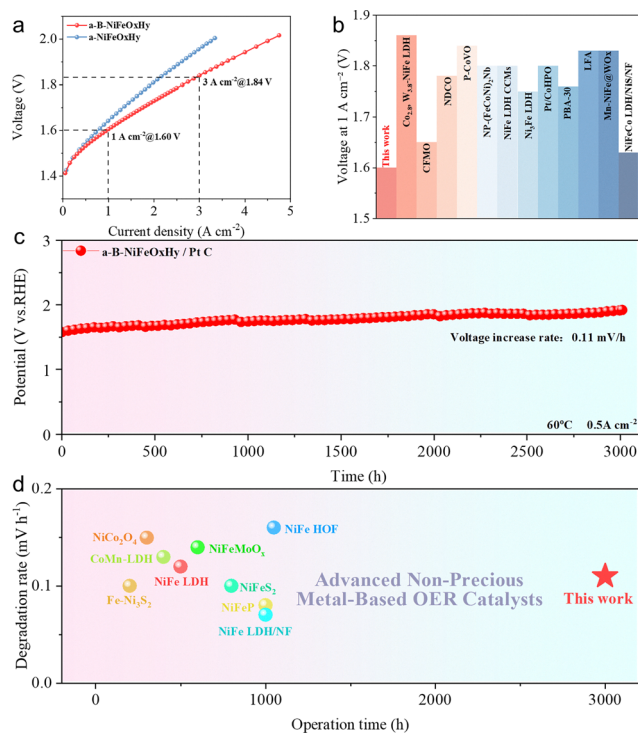 a
a-B-NiFeOxHy
a-NiFeOxHy
Voltage (V)
2.0
1.8
1.6
1.4
3 A cm⁻²@1.84 V
1 A cm⁻²@1.60 V
0
1
2
3
4
5
Current density (A cm⁻²)
b
Voltage at 1 A cm⁻² (V)
1.9
1.8
1.7
1.6
1.5
This work
CFMO
NDCO
P-CoVO
NP-(FeCoNi)₂Nb
NiFe LDH CCMs
Ni₃Fe LDH
Pt/CoHPO
PBA-30
LFA
Mn-NiFe@WOx
NiFeCo LDH/NIS/NF
c
a-B-NiFeOxHy / Pt C
Potential (V vs.RHE)
3
2
1
0
Voltage increase rate: 0.11 mV/h
60°C 0.5A cm⁻²
0
500
1000
1500
2000
2500
3000
Time (h)
d
Degradation rate (mV h⁻¹)
0.2
0.1
0.0
NiCo₂O₄
CoMn-LDH
NiFe LDH
Fe-Ni₃S₂
NiFeMoOₓ
NiFe HOF
NiFeS₂
NiFeP
NiFe LDH/NF
Advanced Non-Precious
Metal-Based OER Catalysts
This work
0
1000
2000
3000
Operation time (h)